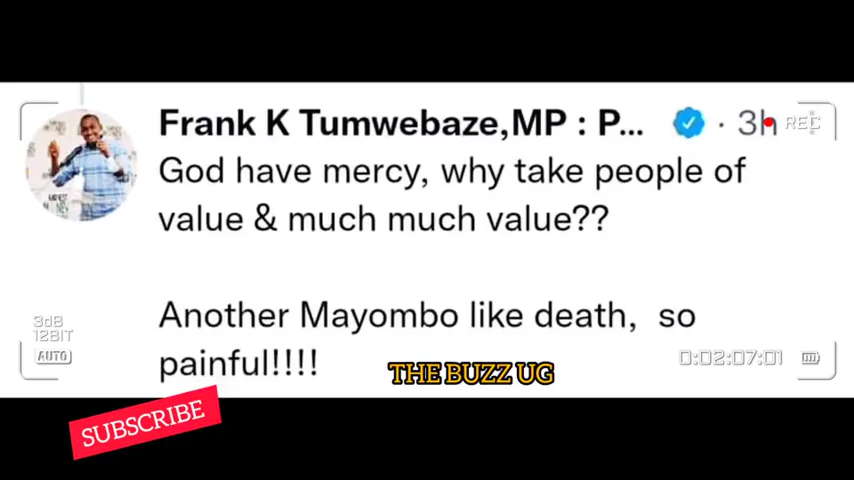 Frank K Tumwebaze,MP : P... · 3h
REC
God have mercy, why take people of
value & much much value??
Another Mayombo like death, so
painful!!!!
3dB
12BIT
AUTO
0:02:07:01
THE BUZZ UG
SUBSCRIBE